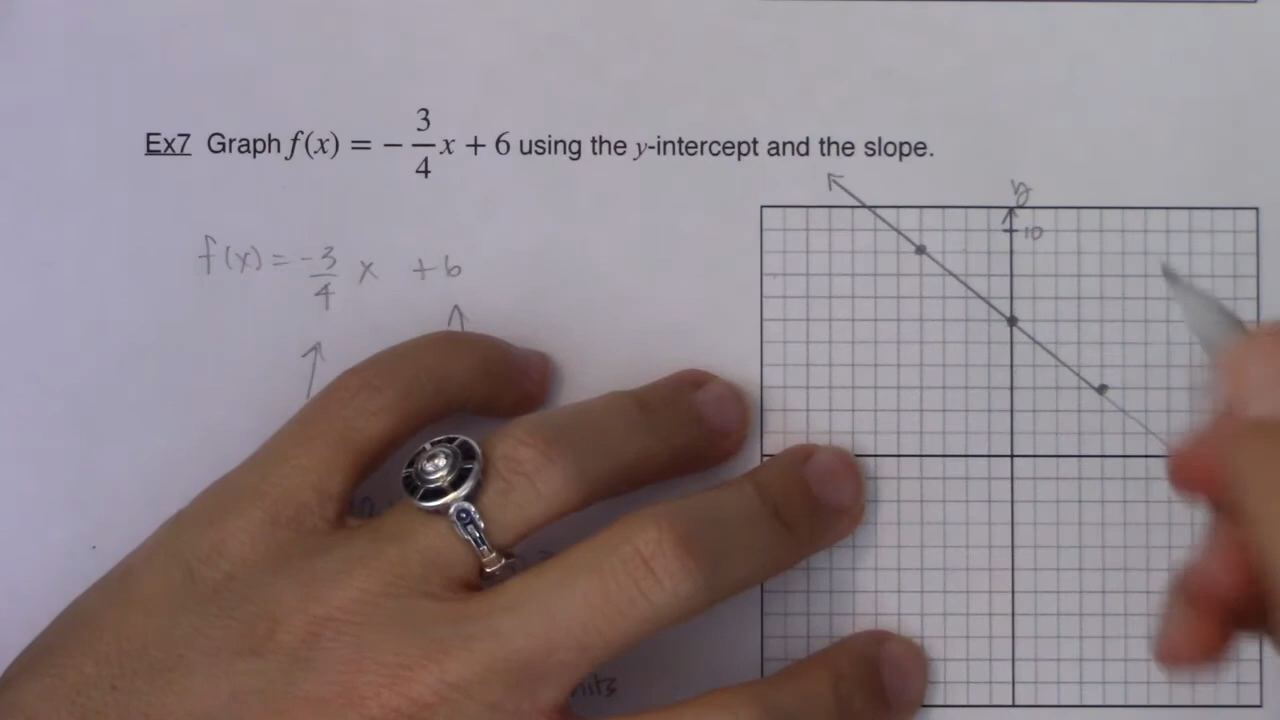 Ex7 Graph f(x) = -3/4 x + 6 using the y-intercept and the slope.
f(x) = -3/4 x + 6
y
10